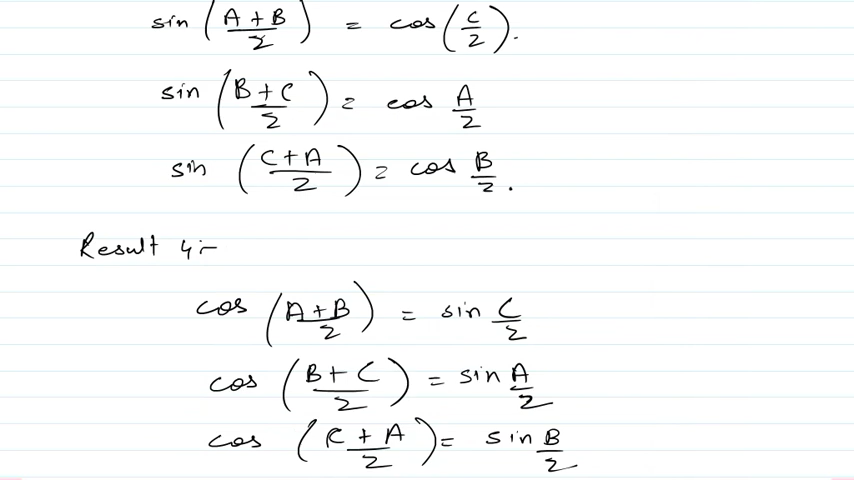 sin (A+B/2) = cos (C/2).
sin (B+C/2) = cos A/2
sin (C+A/2) = cos B/2.
Result 4:-
cos (A+B/2) = sin C/2
cos (B+C/2) = sin A/2
cos (C+A/2) = sin B/2